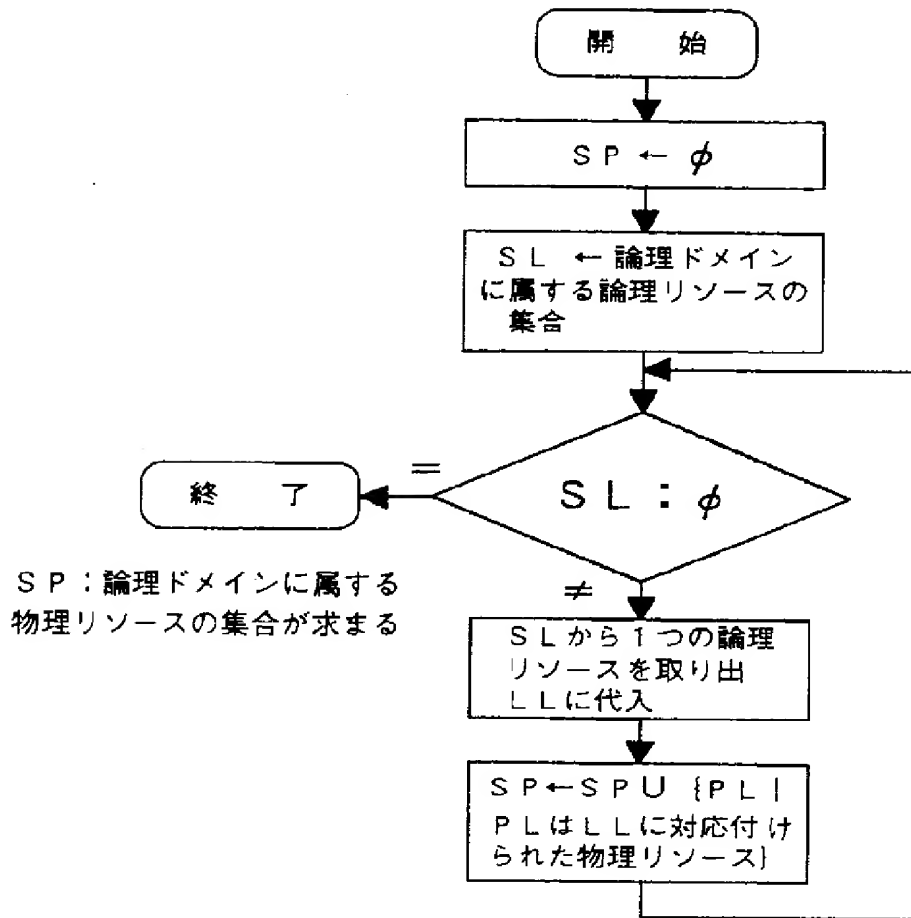 開 始
SP ← φ
SL ← 論理ドメイン
に属する論理リソースの
集合
SL : φ
=
終 了
SP：論理ドメインに属する
物理リソースの集合が求まる
≠
SLから1つの論理
リソースを取り出
LLに代入
SP←SP∪ {PL|
PLはLLに対応付け
られた物理リソース}